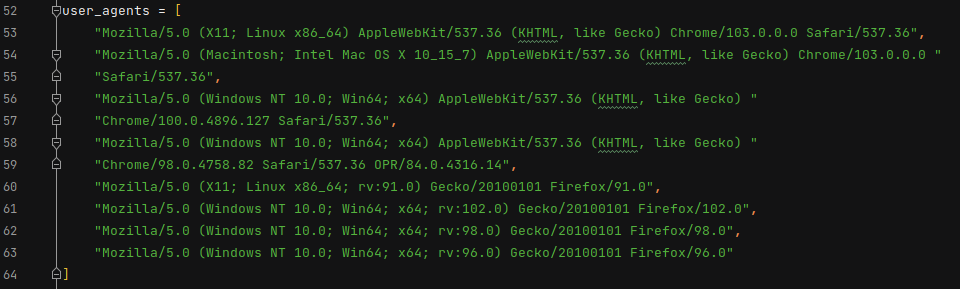 52 user_agents = [
53 "Mozilla/5.0 (X11; Linux x86_64) AppleWebKit/537.36 (KHTML, like Gecko) Chrome/103.0.0.0 Safari/537.36",
54 "Mozilla/5.0 (Macintosh; Intel Mac OS X 10_15_7) AppleWebKit/537.36 (KHTML, like Gecko) Chrome/103.0.0.0 "
55 "Safari/537.36",
56 "Mozilla/5.0 (Windows NT 10.0; Win64; x64) AppleWebKit/537.36 (KHTML, like Gecko) "
57 "Chrome/100.0.4896.127 Safari/537.36",
58 "Mozilla/5.0 (Windows NT 10.0; Win64; x64) AppleWebKit/537.36 (KHTML, like Gecko) "
59 "Chrome/98.0.4758.82 Safari/537.36 OPR/84.0.4316.14",
60 "Mozilla/5.0 (X11; Linux x86_64; rv:91.0) Gecko/20100101 Firefox/91.0",
61 "Mozilla/5.0 (Windows NT 10.0; Win64; x64; rv:102.0) Gecko/20100101 Firefox/102.0",
62 "Mozilla/5.0 (Windows NT 10.0; Win64; x64; rv:98.0) Gecko/20100101 Firefox/98.0",
63 "Mozilla/5.0 (Windows NT 10.0; Win64; x64; rv:96.0) Gecko/20100101 Firefox/96.0"
64 ]